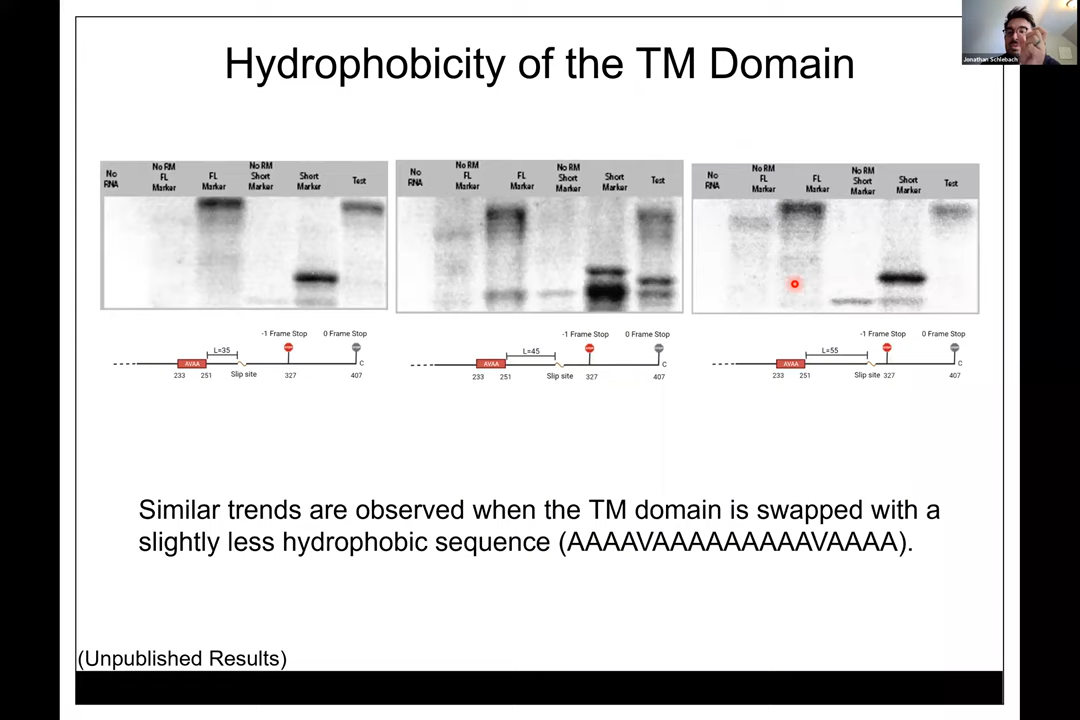 Jonathan Schlebach
Hydrophobicity of the TM Domain
No RNA
No RM FL Marker
FL Marker
No RM Short Marker
Short Marker
Test
No RNA
No RM FL Marker
FL Marker
No RM Short Marker
Short Marker
Test
No RNA
No RM FL Marker
FL Marker
No RM Short Marker
Short Marker
Test
-1 Frame Stop 0 Frame Stop
L=35
AVAA
C
233 251 Slip site 327 407
-1 Frame Stop 0 Frame Stop
L=45
AVAA
C
233 251 Slip site 327 407
-1 Frame Stop 0 Frame Stop
L=55
AVAA
C
233 251 Slip site 327 407
Similar trends are observed when the TM domain is swapped with a
slightly less hydrophobic sequence (AAAAVAAAAAAAAAVAAAA).
(Unpublished Results)